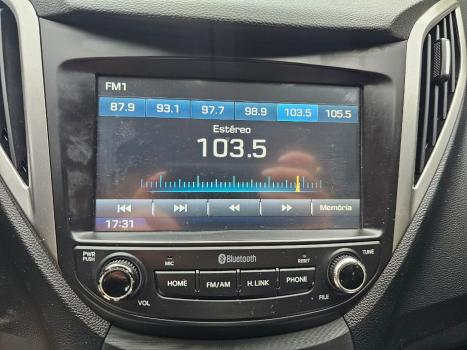 FM1
87.9 93.1 97.7 98.9 103.5 105.5
Estéreo
103.5
Memória
17:31
PWR
PUSH
MIC
Bluetooth
RESET
TUNE
HOME FM/AM H.LINK PHONE
VOL
FILE